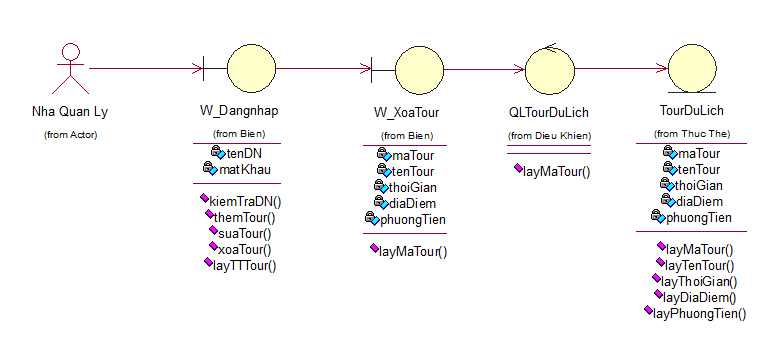 Nha Quan Ly
(from Actor)
W_Dangnhap
(from Bien)
tenDN
matKhau
kiemTraDN()
themTour()
suaTour()
xoaTour()
layTTTour()
W_XoaTour
(from Bien)
maTour
tenTour
thoiGian
diaDiem
phuongTien
layMaTour()
QLTourDuLich
(from Dieu Khien)
layMaTour()
TourDuLich
(from Thuc The)
maTour
tenTour
thoiGian
diaDiem
phuongTien
layMaTour()
layTenTour()
layThoiGian()
layDiaDiem()
layPhuongTien()